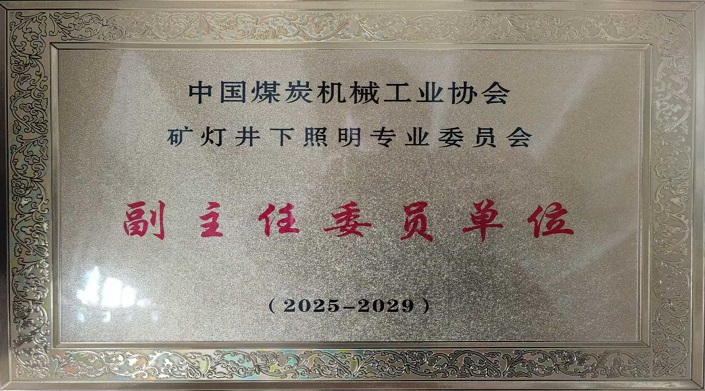 中国煤炭机械工业协会
矿灯井下照明专业委员会
副主任委员单位
（2025-2029）